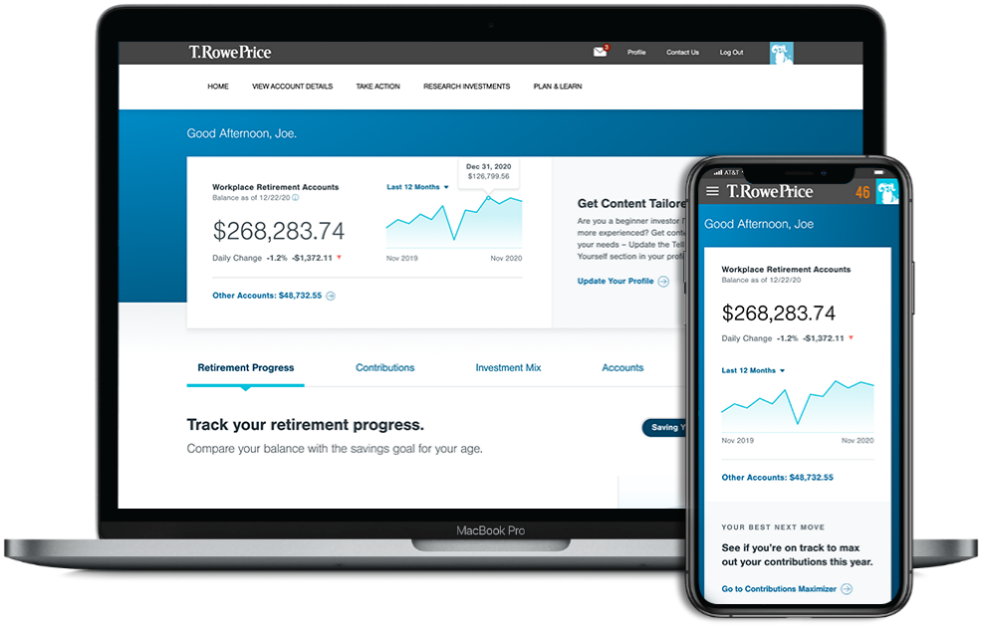 T.RowePrice
3
Profile
Contact Us
Log Out
HOME
VIEW ACCOUNT DETAILS
TAKE ACTION
RESEARCH INVESTMENTS
PLAN & LEARN
Good Afternoon, Joe.
Workplace Retirement Accounts
Balance as of 12/22/20
$268,283.74
Daily Change -1.2% -$1,372.11
Other Accounts: $48,732.55
Last 12 Months
Dec 31, 2020
$126,799.56
Nov 2019
Nov 2020
Get Content Tailore
Are you a beginner investor
more experienced? Get
your needs – Update the Tell
Yourself section in your
Update Your Profile
Retirement Progress
Contributions
Investment Mix
Accounts
Track your retirement progress.
Compare your balance with the savings goal for your age.
Saving
MacBook Pro
AT&T
T.RowePrice
46
Good Afternoon, Joe
Workplace Retirement Accounts
Balance as of 12/22/20
$268,283.74
Daily Change -1.2% -$1,372.11
Last 12 Months
Nov 2019
Nov 2020
Other Accounts: $48,732.55
YOUR BEST NEXT MOVE
See if you're on track to max
out your contributions this year.
Go to Contributions Maximizer